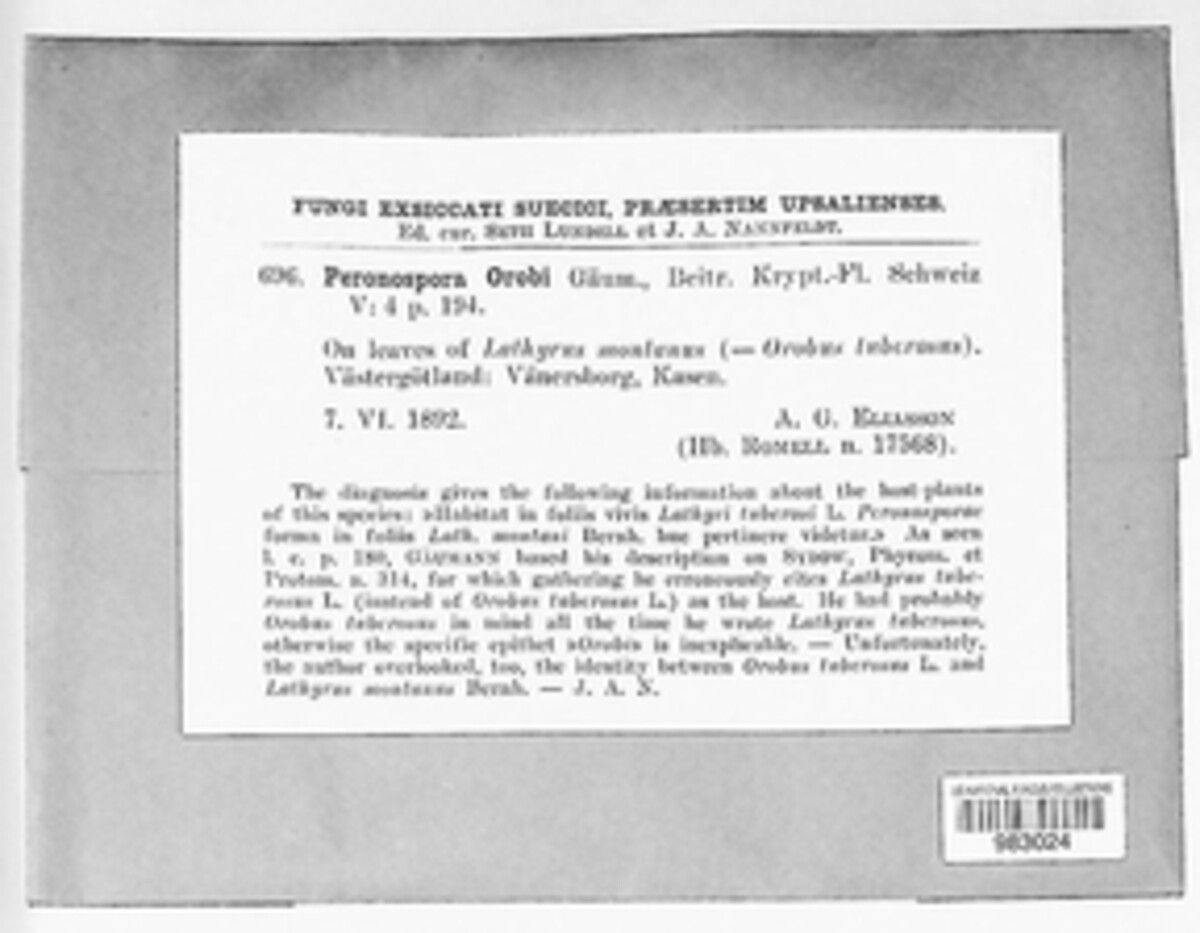 FUNGI EXSICCATI SUECICI, PRÆSERTIM UPSALIENSES.
Ed. cur. SETH LUNDELL et J. A. NANNFELDT.
696. Peronospora Orobi Gäum., Beitr. Krypt.-Fl. Schweiz
V: 4 p. 194.
On leaves of Lathyrus montanus (= Orobus tuberosus).
Västergötland: Vänersborg, Kasen.
7. VI. 1892. A. G. ELIASSON
(Hb. ROMELL n. 17568).
The diagnosis gives the following information about the host-plants
of this species: »Habitat in foliis vivis Lathyri tuberosi L. Peronosporae
forma in foliis Lath. montani Bernh. huc pertinere videtur.» As seen
l. c. p. 180, GÄUMANN based his description on SYDOW, Phycom. et
Protom. n. 314, for which gathering he erroneously cites Lathyrus tube-
rosus L. (instead of Orobus tuberosus L.) as the host. He had probably
Orobus tuberosus in mind all the time he wrote Lathyrus tuberosus,
otherwise the specific epithet »Orobi» is inexplicable. — Unfortunately,
the author overlooked, too, the identity between Orobus tuberosus L. and
Lathyrus montanus Bernh. — J. A. N.
983024